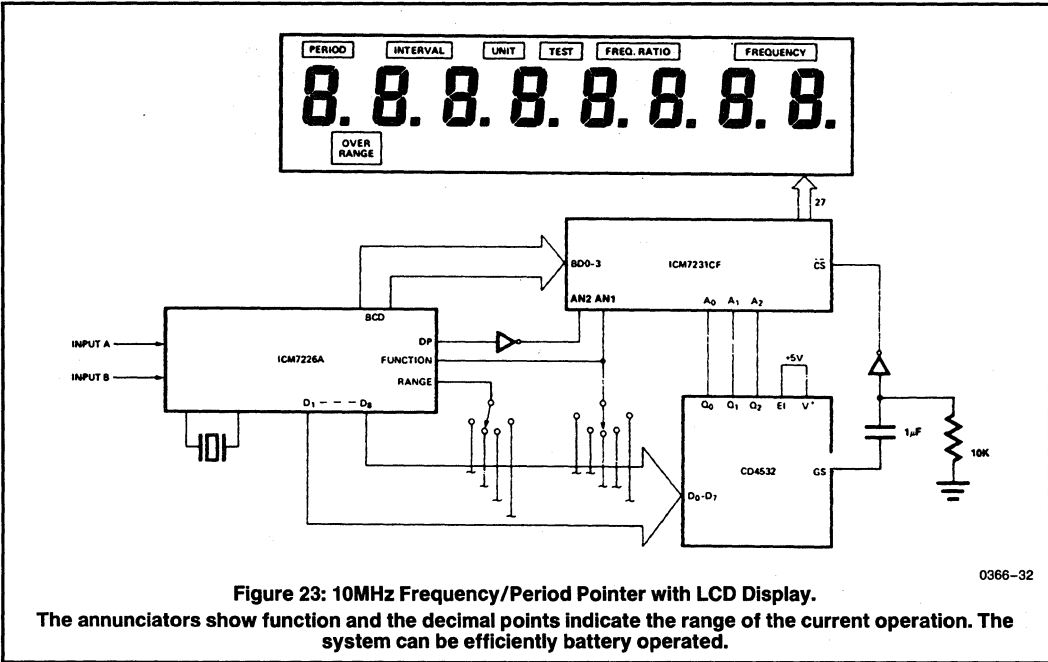 PERIOD INTERVAL UNIT TEST FREQ. RATIO FREQUENCY
8. 8. 8. 8. 8. 8. 8. 8.
OVER
RANGE
27
BD0-3 ICM7231CF CS
AN2 AN1 A0 A1 A2
BCD
INPUT A
INPUT B
ICM7226A
DP
FUNCTION
RANGE
D1 - - - - D8
+5V
Q0 Q1 Q2 EI V+
1μF
10K
CD4532 GS
D0-D7
0366-32
Figure 23: 10MHz Frequency/Period Pointer with LCD Display.
The annunciators show function and the decimal points indicate the range of the current operation. The
system can be efficiently battery operated.